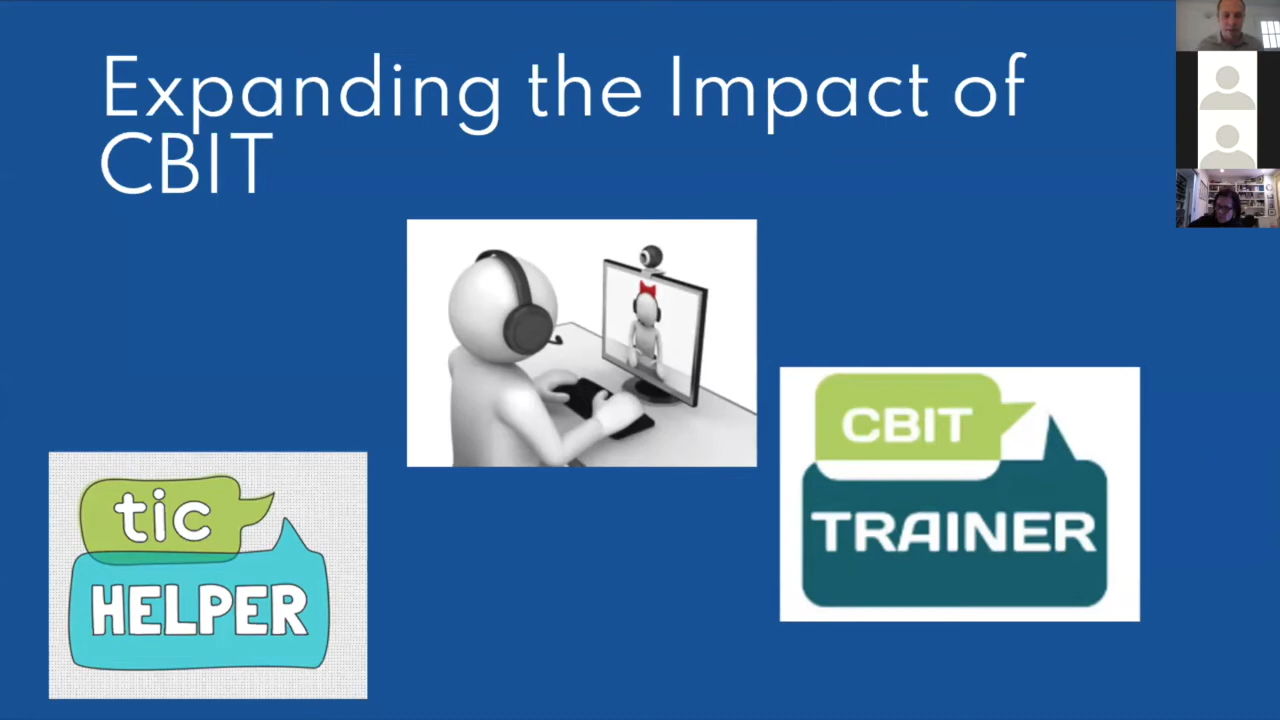 Expanding the Impact of
CBIT
CBIT
TRAINER
tic
HELPER